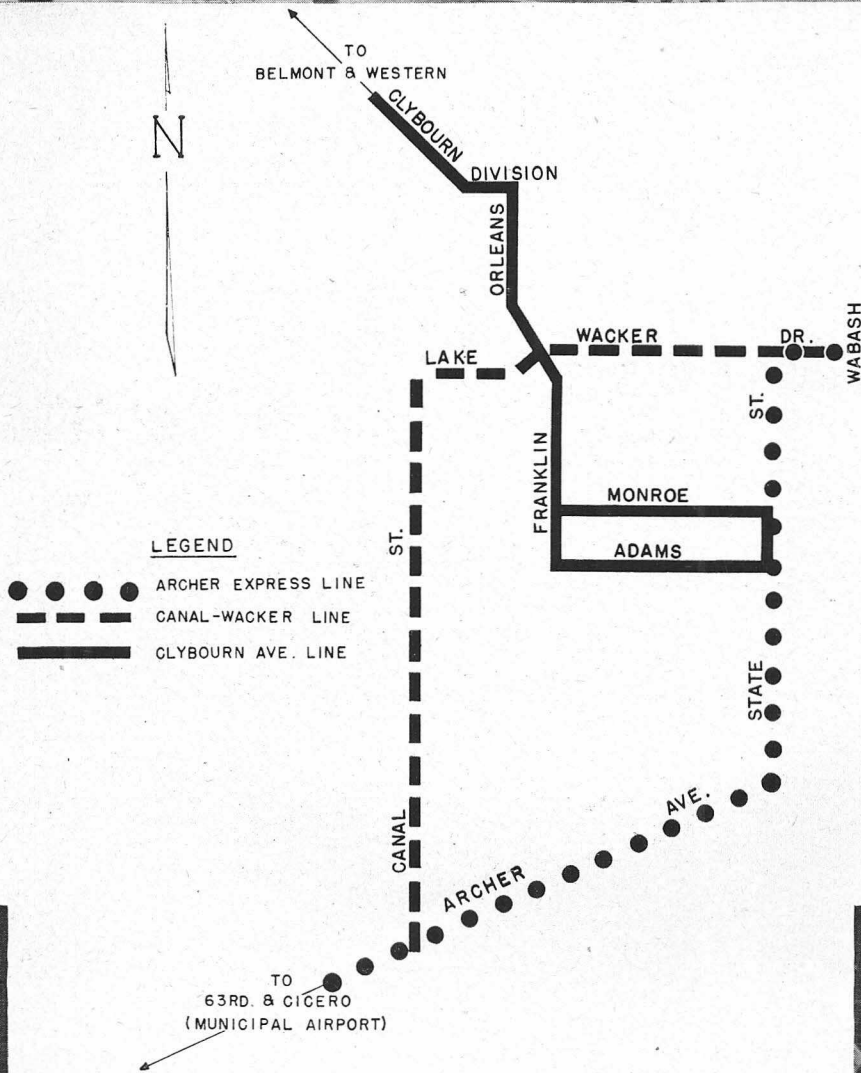 TO
BELMONT & WESTERN
N
CLYBOURN
DIVISION
ORLEANS
WACKER
DR.
WABASH
LAKE
ST.
FRANKLIN
MONROE
ADAMS
ST.
LEGEND
ARCHER EXPRESS LINE
CANAL-WACKER LINE
CLYBOURN AVE. LINE
STATE
CANAL
ARCHER
AVE.
TO
63RD. & CICERO
(MUNICIPAL AIRPORT)